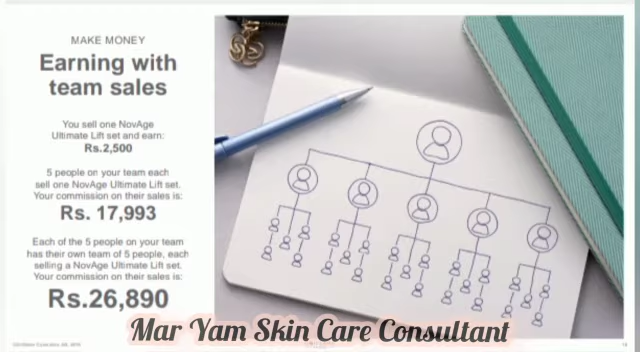 MAKE MONEY
Earning with
team sales
You sell one NovAge
Ultimate Lift set and earn:
Rs.2,500
5 people on your team each
sell one NovAge Ultimate Lift set.
Your commission on their sales is:
Rs. 17,993
Each of the 5 people on your team
has their own team of 5 people, each
selling a NovAge Ultimate Lift set.
Your commission on their sales is:
Rs.26,890
Mar Yam Skin Care Consultant